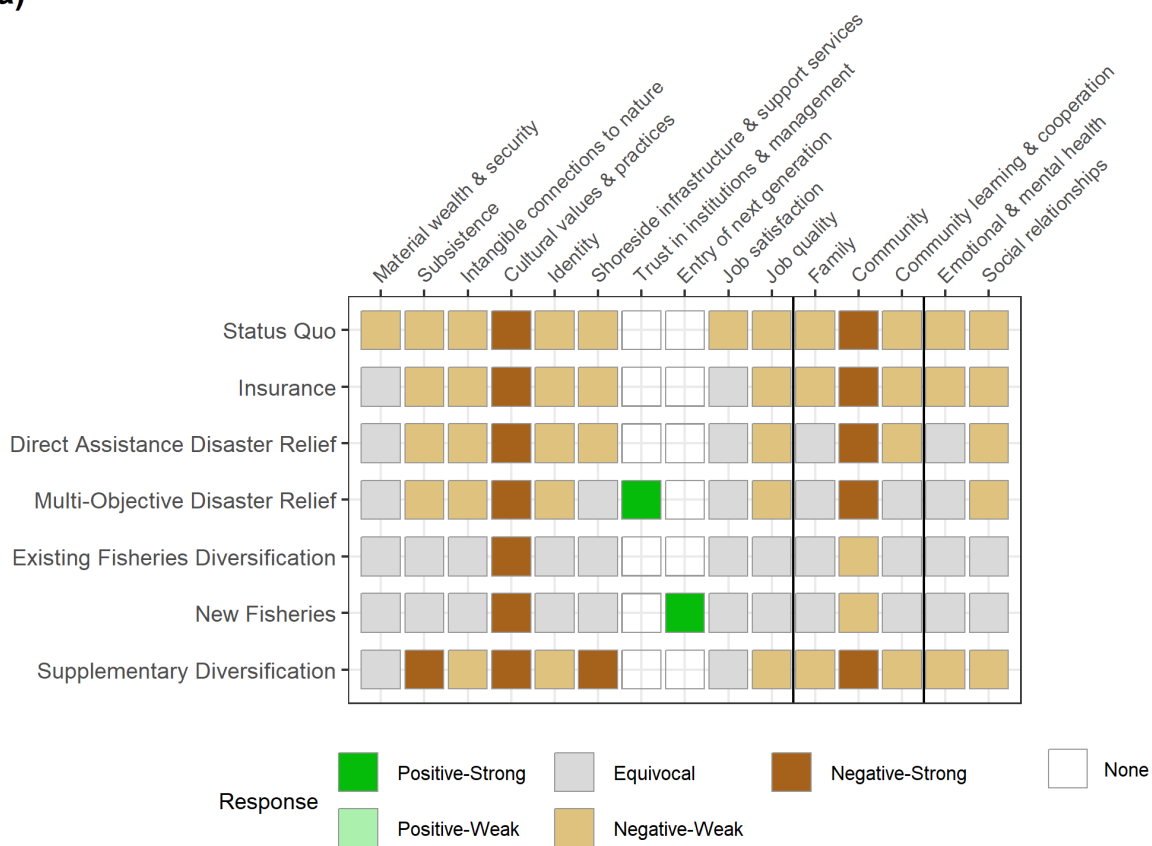 a)
Material wealth & security
Subsistence
Intangible connections to nature
Cultural values & practices
Identity
Shoreside infrastructure & support services
Trust in institutions & management
Entry of next generation
Job satisfaction
Job quality
Family
Community
Community learning & cooperation
Emotional & mental health
Social relationships
Status Quo
Insurance
Direct Assistance Disaster Relief
Multi-Objective Disaster Relief
Existing Fisheries Diversification
New Fisheries
Supplementary Diversification
Response
Positive-Strong
Equivocal
Negative-Strong
None
Positive-Weak
Negative-Weak